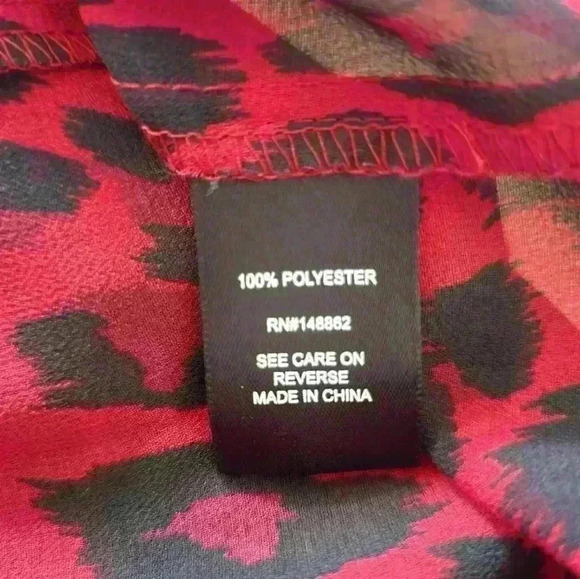 100% POLYESTER
RN#148862
SEE CARE ON
REVERSE
MADE IN CHINA